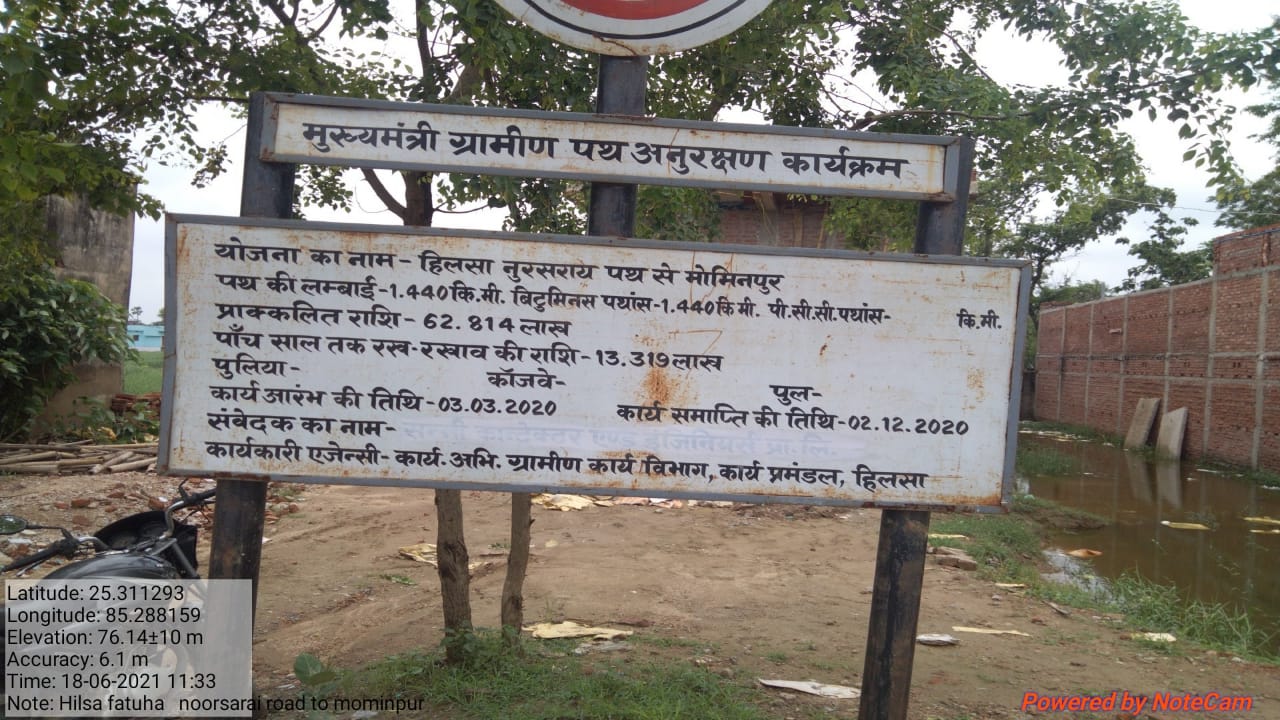 मुख्यमंत्री ग्रामीण पथ अनुरक्षण कार्यक्रम
योजना का नाम- हिलसा नुरसराय पथ से मोमिनपुर
पथ की लम्बाई-1.440 कि.मी. बिटुमिनस पथांस-1.440 कि.मी. पी.सी.सी.पथांस- कि.मी.
प्राक्कलित राशि- 62.814 लाख
पाँच साल तक रख-रखाव की राशि-13.319 लाख
पुलिया- कॉजवे- पुल-
कार्य आरंभ की तिथि-03.03.2020 कार्य समाप्ति की तिथि-02.12.2020
संवेदक का नाम- प्रा.लि.
कार्यकारी एजेन्सी- कार्य.अभि. ग्रामीण कार्य विभाग, कार्य प्रमंडल, हिलसा
Latitude: 25.311293
Longitude: 85.288159
Elevation: 76.14±10 m
Accuracy: 6.1 m
Time: 18-06-2021 11:33
Note: Hilsa fatuha noorsarai road to mominpur
Powered by NoteCam